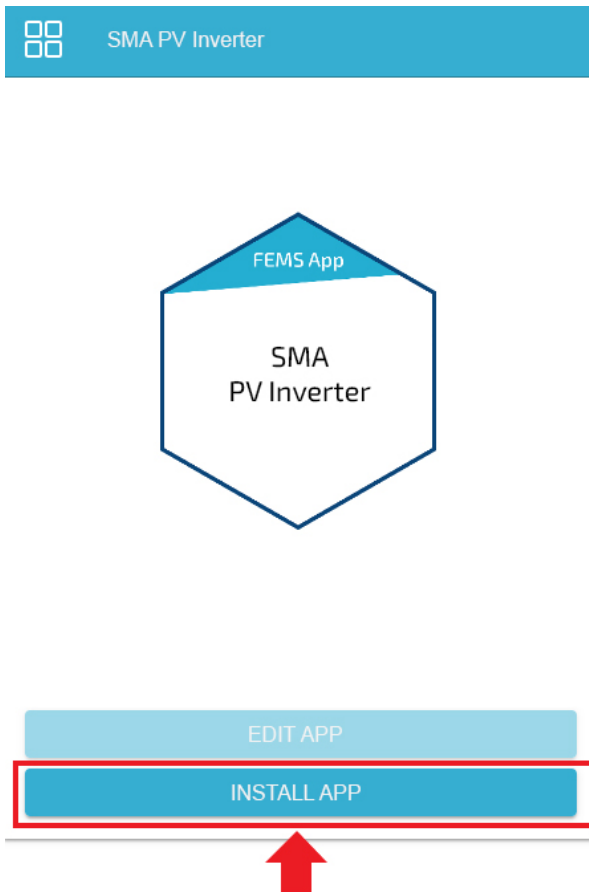 SMA PV Inverter
FEMS App
SMA
PV Inverter
EDIT APP
INSTALL APP